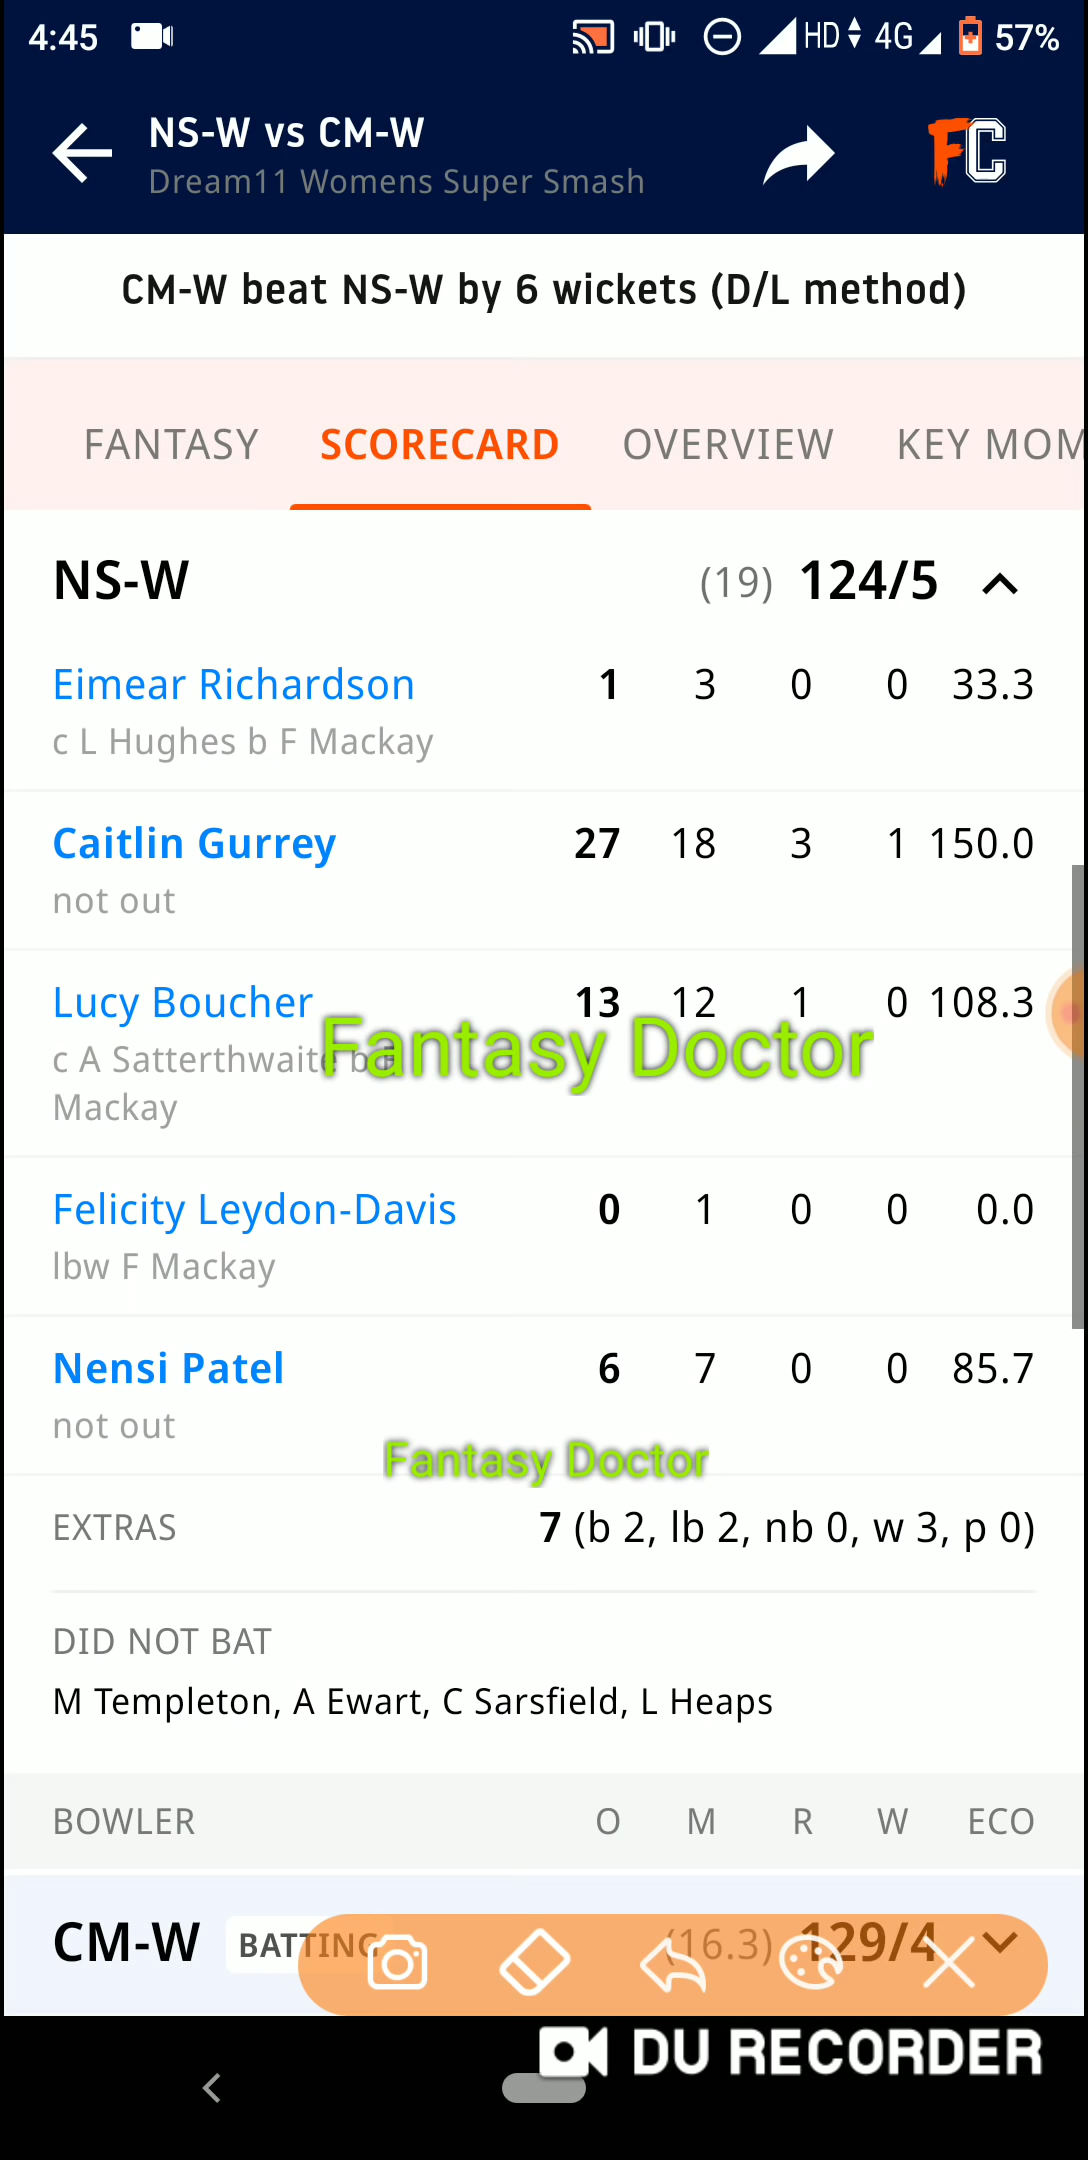 4:45 HD 4G 57%
NS-W vs CM-W
Dream11 Womens Super Smash
FC
CM-W beat NS-W by 6 wickets (D/L method)
FANTASY SCORECARD OVERVIEW KEY MOM
NS-W (19) 124/5
Eimear Richardson 1 3 0 0 33.3
c L Hughes b F Mackay
Caitlin Gurrey 27 18 3 1 150.0
not out
Lucy Boucher 13 12 1 0 108.3
Fantasy Doctor
c A Satterthwaite b F
Mackay
Felicity Leydon-Davis 0 1 0 0 0.0
lbw F Mackay
Nensi Patel 6 7 0 0 85.7
not out
Fantasy Doctor
EXTRAS 7 (b 2, lb 2, nb 0, w 3, p 0)
DID NOT BAT
M Templeton, A Ewart, C Sarsfield, L Heaps
BOWLER O M R W ECO
CM-W BATTING (16.3) 129/4
DU RECORDER